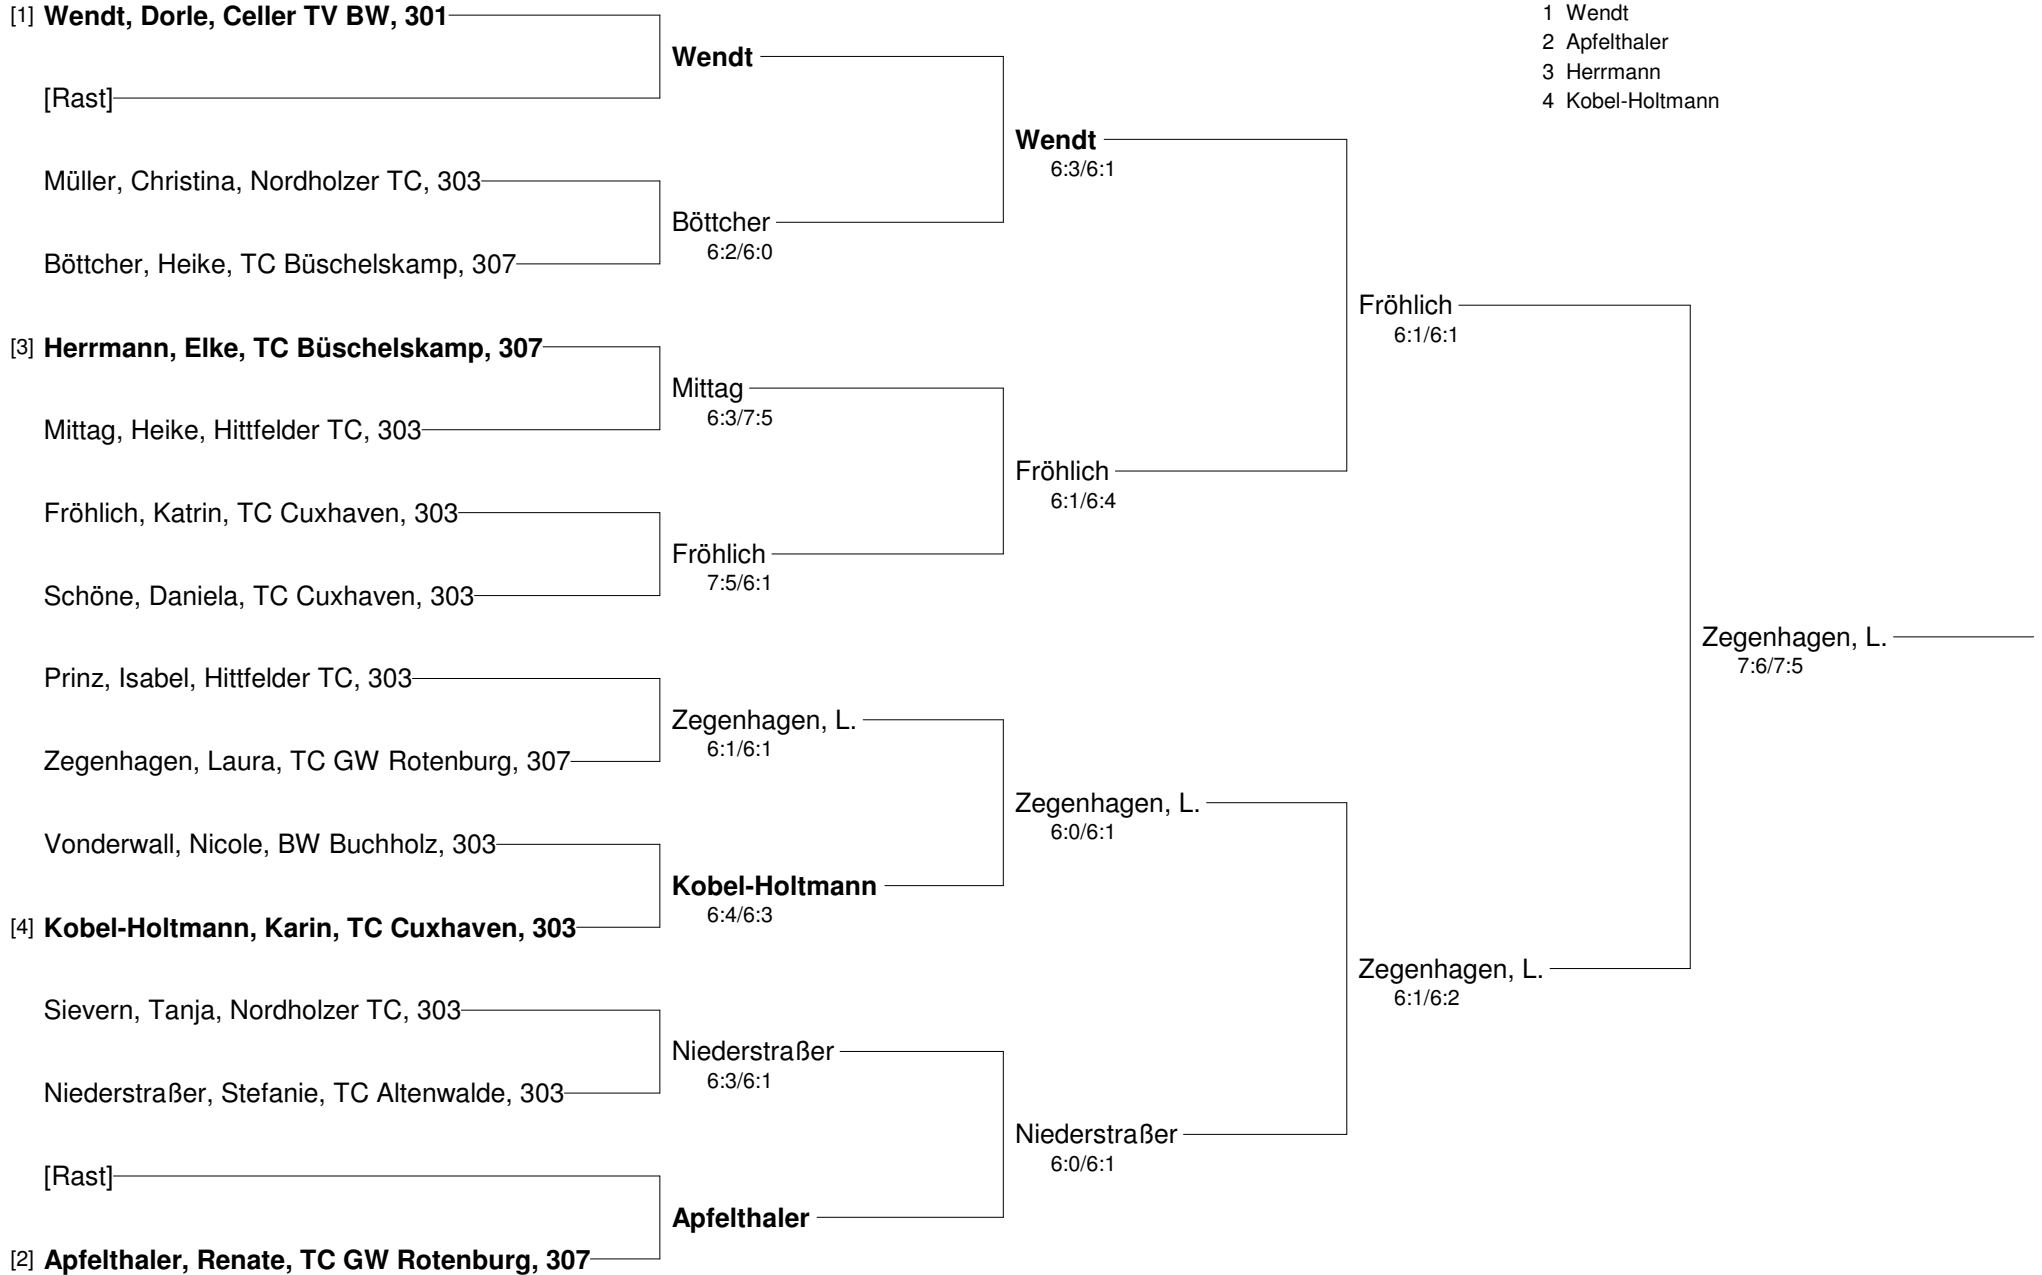 [1] Wendt, Dorle, Celler TV BW, 301
[Rast]
Müller, Christina, Nordholzer TC, 303
Böttcher, Heike, TC Büschelskamp, 307
[3] Herrmann, Elke, TC Büschelskamp, 307
Mittag, Heike, Hittfelder TC, 303
Fröhlich, Katrin, TC Cuxhaven, 303
Schöne, Daniela, TC Cuxhaven, 303
Prinz, Isabel, Hittfelder TC, 303
Zegenhagen, Laura, TC GW Rotenburg, 307
Vonderwall, Nicole, BW Buchholz, 303
[4] Kobel-Holtmann, Karin, TC Cuxhaven, 303
Sievern, Tanja, Nordholzer TC, 303
Niederstraßer, Stefanie, TC Altenwalde, 303
[Rast]
[2] Apfelthaler, Renate, TC GW Rotenburg, 307
Wendt
Böttcher
6:2/6:0
Mittag
6:3/7:5
Fröhlich
7:5/6:1
Zegenhagen, L.
6:1/6:1
Kobel-Holtmann
6:4/6:3
Niederstraßer
6:3/6:1
Apfelthaler
Wendt
6:3/6:1
Fröhlich
6:1/6:4
Zegenhagen, L.
6:0/6:1
Niederstraßer
6:0/6:1
Fröhlich
6:1/6:1
Zegenhagen, L.
6:1/6:2
Zegenhagen, L.
7:6/7:5
1 Wendt
2 Apfelthaler
3 Herrmann
4 Kobel-Holtmann